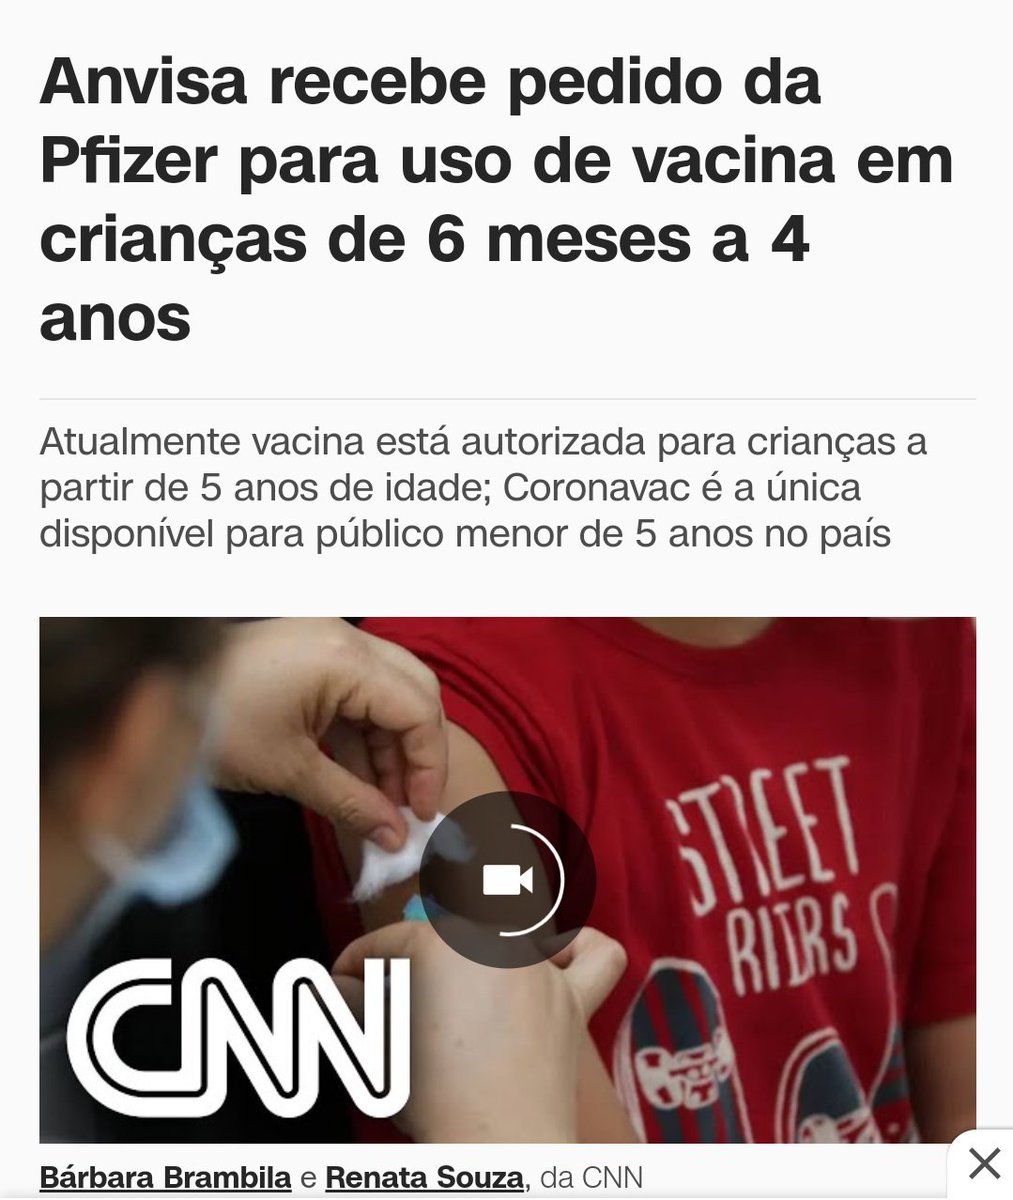 Anvisa recebe pedido da
Pfizer para uso de vacina em
crianças de 6 meses a 4
anos
Atualmente vacina está autorizada para crianças a
partir de 5 anos de idade; Coronavac é a única
disponível para público menor de 5 anos no país
STREET
RIDRS
CNN
Bárbara Brambila e Renata Souza, da CNN